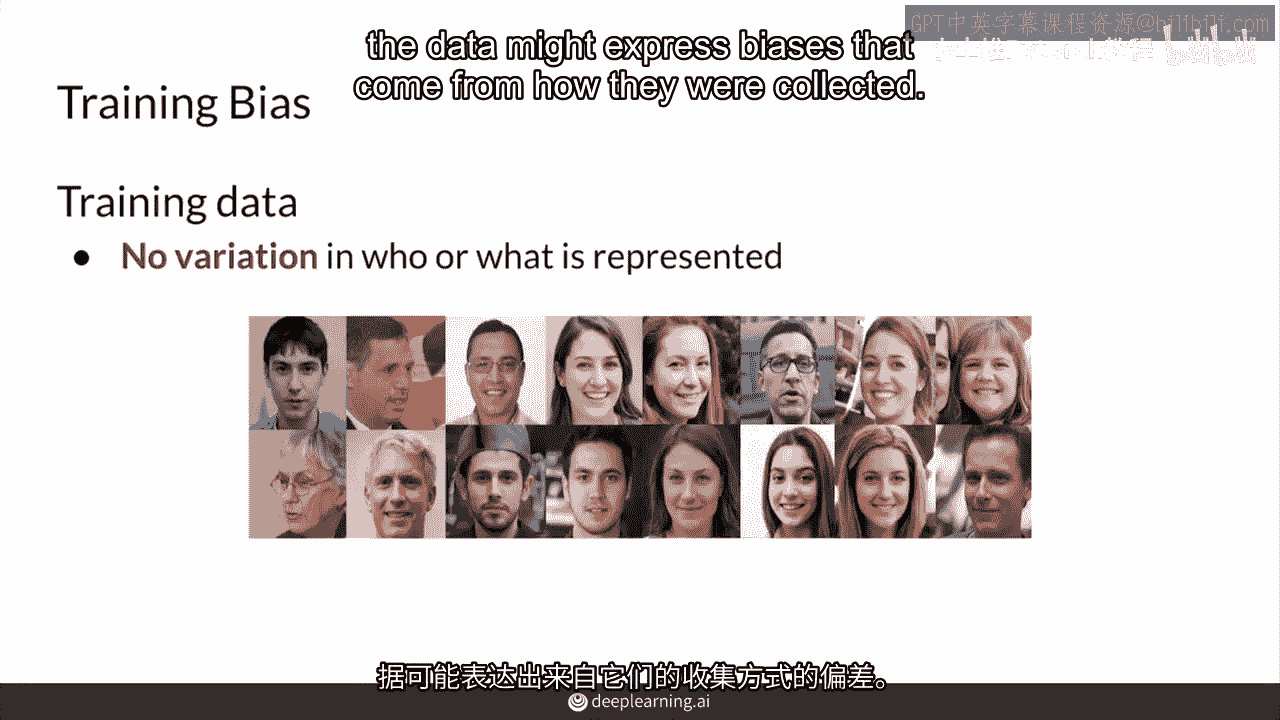 GPT中英字幕课程资源@bilibili.com
the data might express biases that
come from how they were collected.
Training Bias
Training data
● No variation in who or what is represented
据可能表达出来自它们的收集方式的偏差。
deeplearning.ai